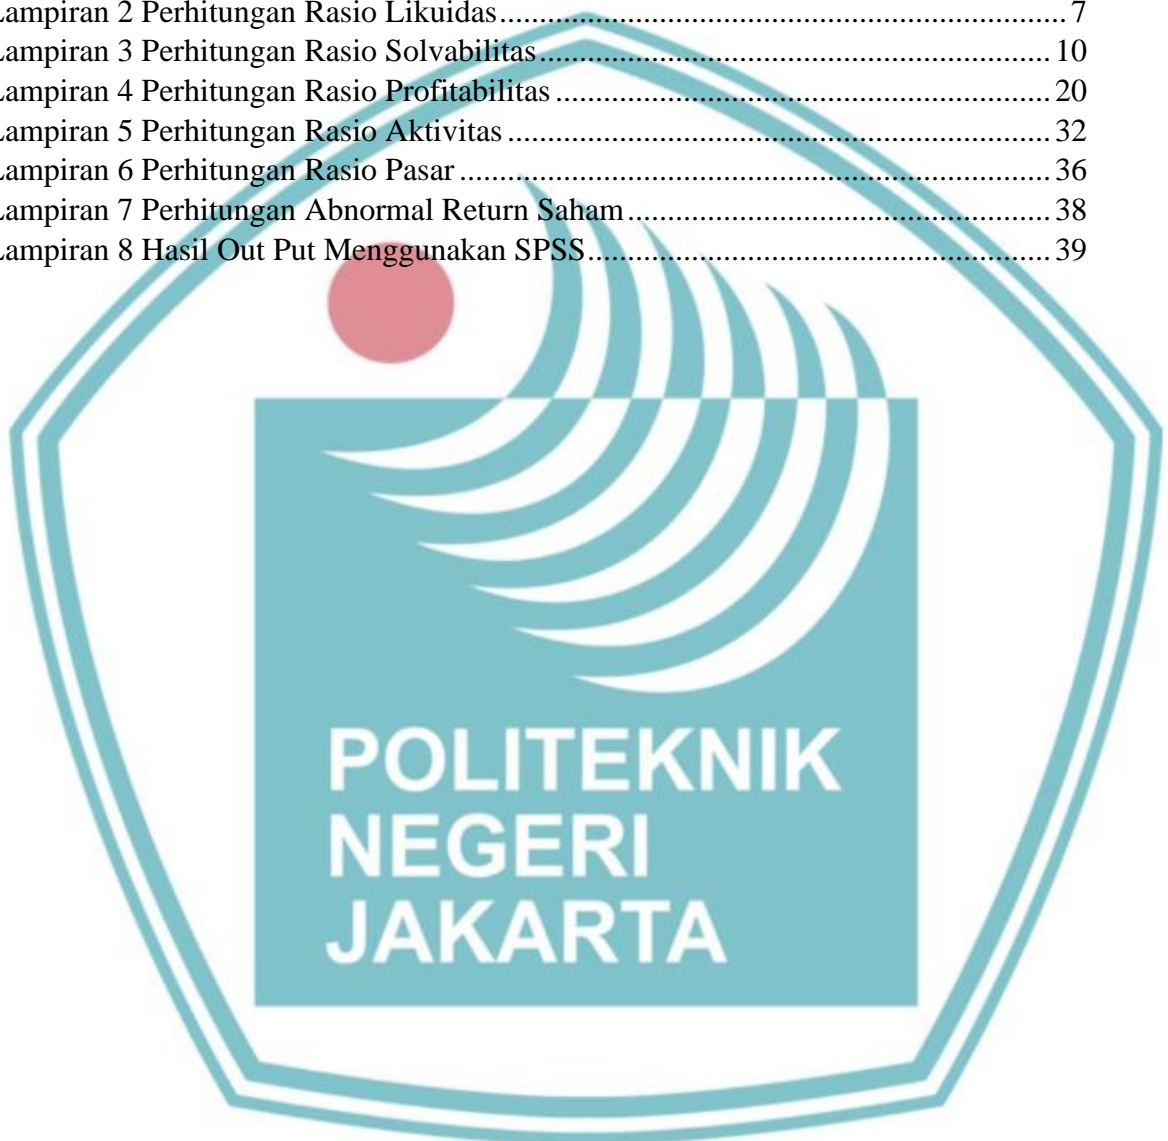 Lampiran 2 Perhitungan Rasio Likuidas.......................................................................7
Lampiran 3 Perhitungan Rasio Solvabilitas................................................................10
Lampiran 4 Perhitungan Rasio Profitabilitas..............................................................20
Lampiran 5 Perhitungan Rasio Aktivitas....................................................................32
Lampiran 6 Perhitungan Rasio Pasar..........................................................................36
Lampiran 7 Perhitungan Abnormal Return Saham.....................................................38
Lampiran 8 Hasil Out Put Menggunakan SPSS..........................................................39
POLITEKNIK
NEGERI
JAKARTA